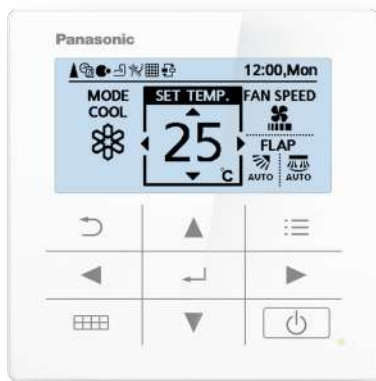 Panasonic
12:00,Mon
MODE
COOL
SET TEMP.
25
°C
FAN SPEED
FLAP
AUTO
AUTO